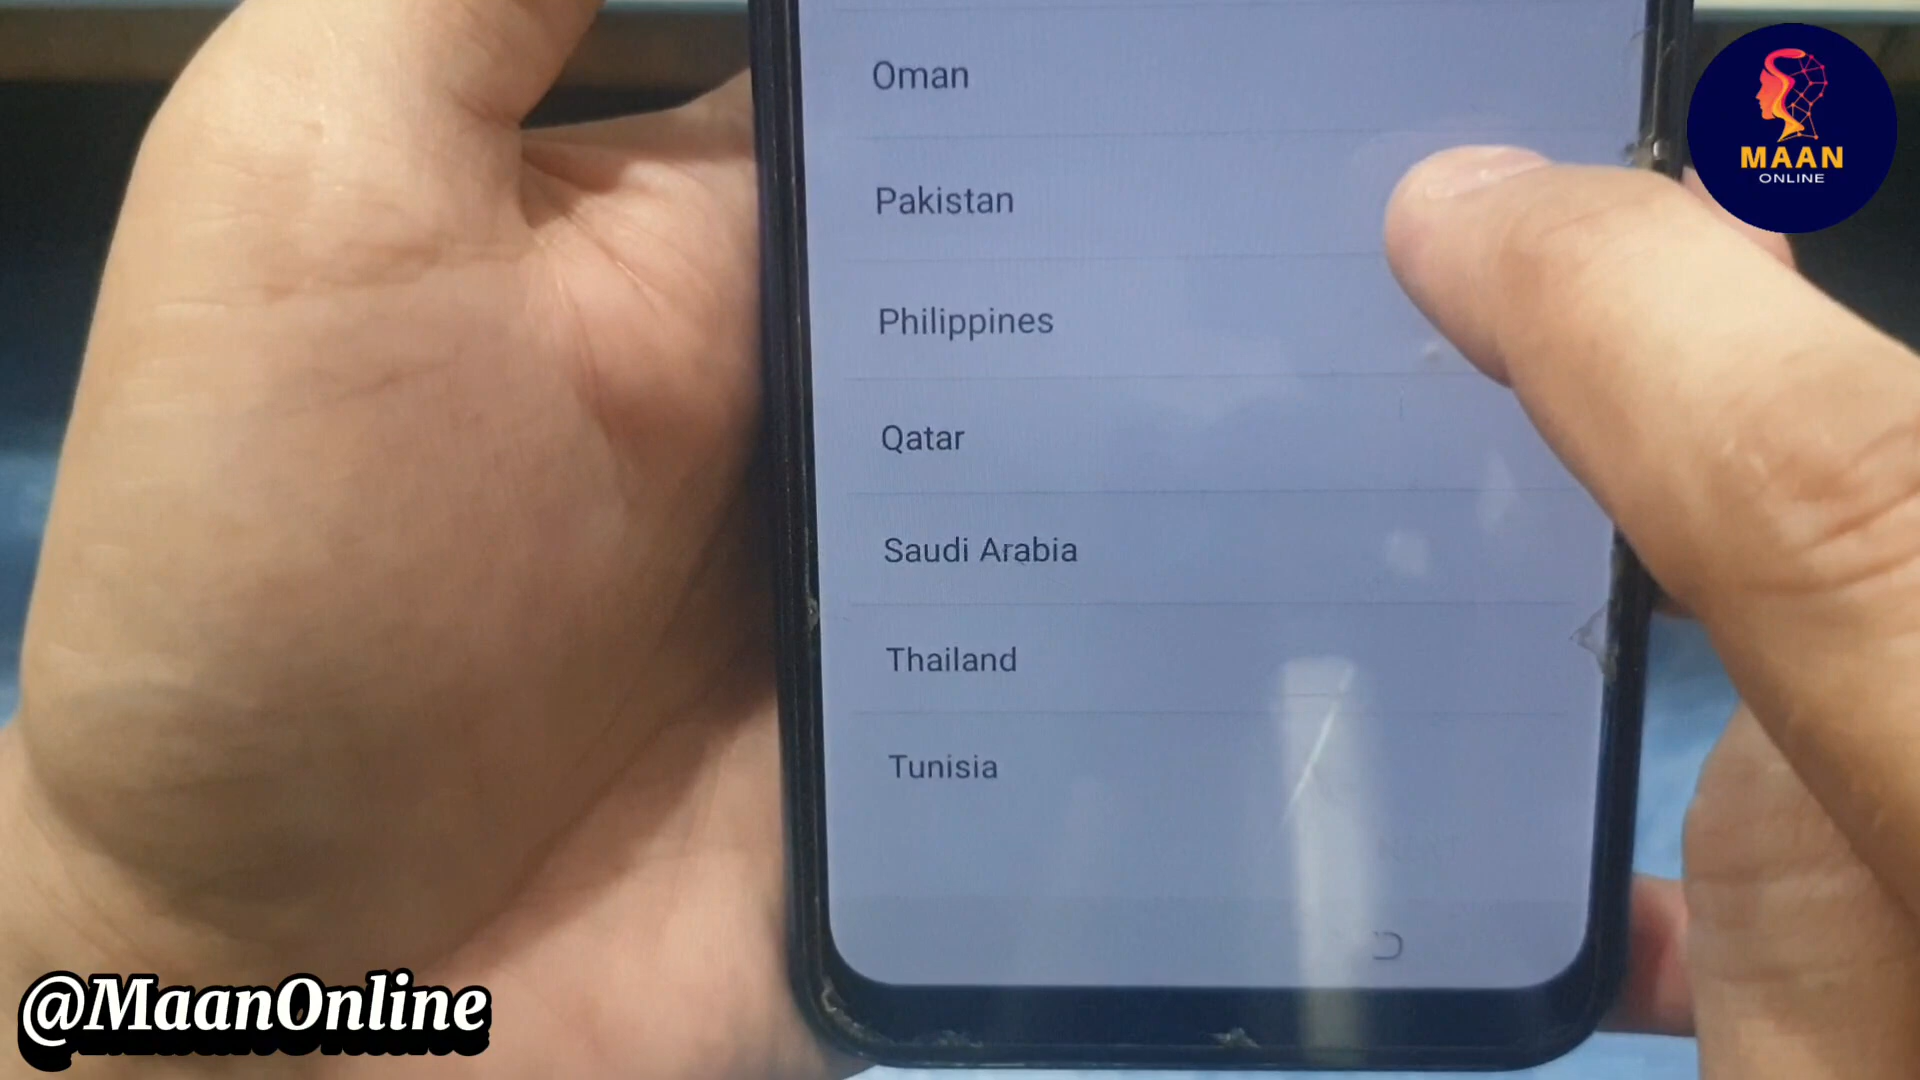 Oman
MAAN
ONLINE
Pakistan
Philippines
Qatar
Saudi Arabia
Thailand
Tunisia
@MaanOnline